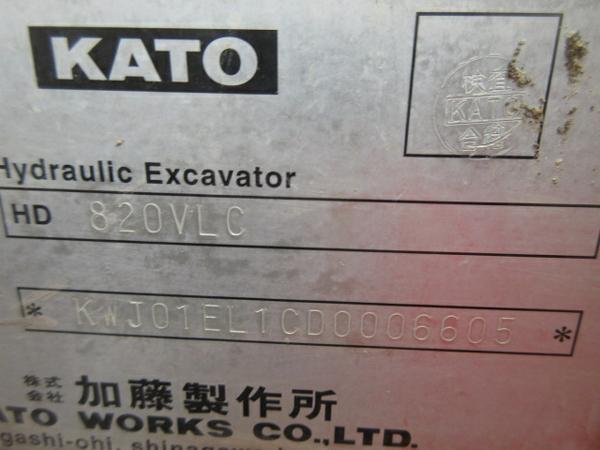 KATO
検査
KATO
合格
Hydraulic Excavator
HD 820VLC
* KWJ01EL1CD0006605 *
株式会社 加藤製作所
KATO WORKS CO.,LTD.